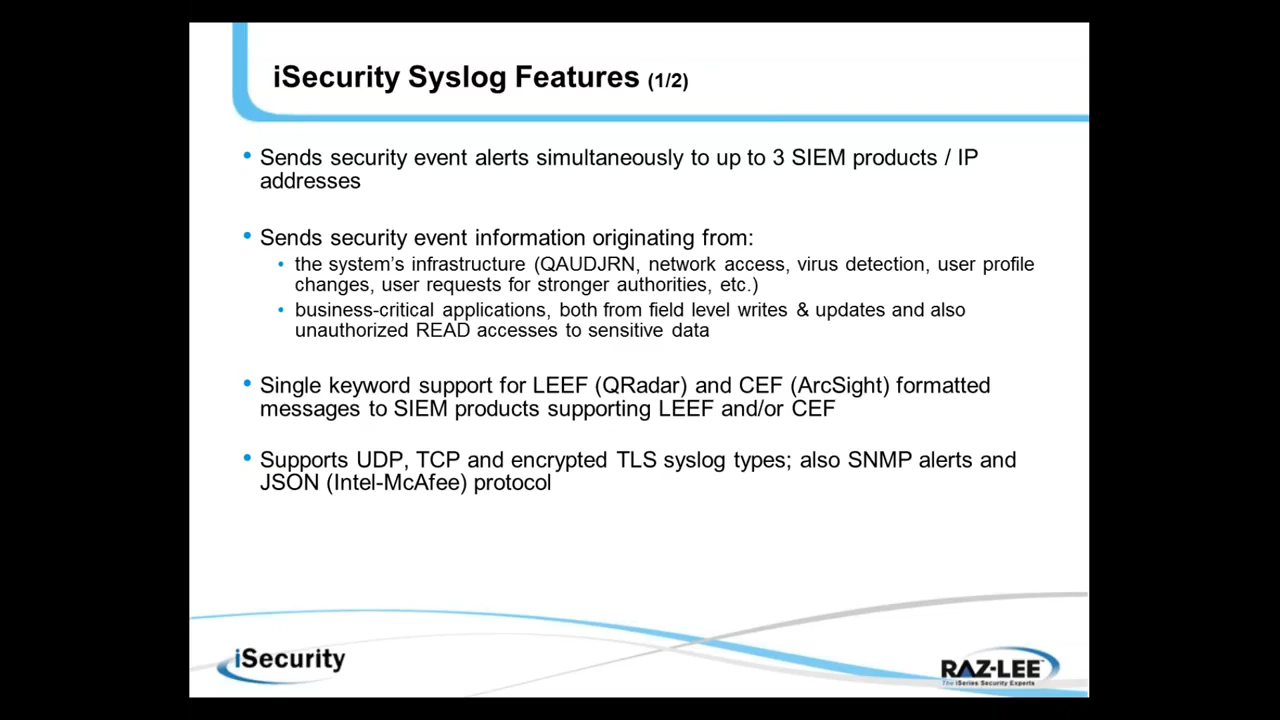 iSecurity Syslog Features (1/2)
• Sends security event alerts simultaneously to up to 3 SIEM products / IP
addresses
• Sends security event information originating from:
• the system's infrastructure (QAUDJRN, network access, virus detection, user profile
changes, user requests for stronger authorities, etc.)
• business-critical applications, both from field level writes & updates and also
unauthorized READ accesses to sensitive data
• Single keyword support for LEEF (QRadar) and CEF (ArcSight) formatted
messages to SIEM products supporting LEEF and/or CEF
• Supports UDP, TCP and encrypted TLS syslog types; also SNMP alerts and
JSON (Intel-McAfee) protocol
iSecurity
RAZ-LEE™
The iSeries Security Experts